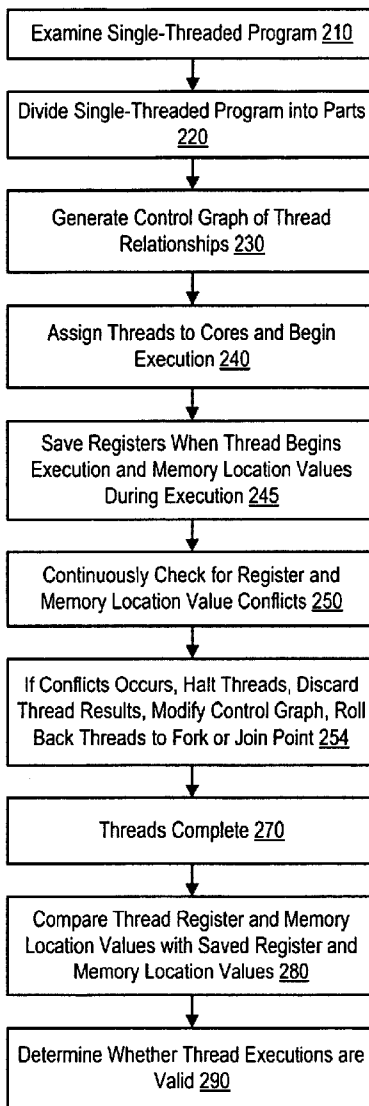 Examine Single-Threaded Program 210
Divide Single-Threaded Program into Parts
220
Generate Control Graph of Thread
Relationships 230
Assign Threads to Cores and Begin
Execution 240
Save Registers When Thread Begins
Execution and Memory Location Values
During Execution 245
Continuously Check for Register and
Memory Location Value Conflicts 250
If Conflicts Occurs, Halt Threads, Discard
Thread Results, Modify Control Graph, Roll
Back Threads to Fork or Join Point 254
Threads Complete 270
Compare Thread Register and Memory
Location Values with Saved Register and
Memory Location Values 280
Determine Whether Thread Executions are
Valid 290